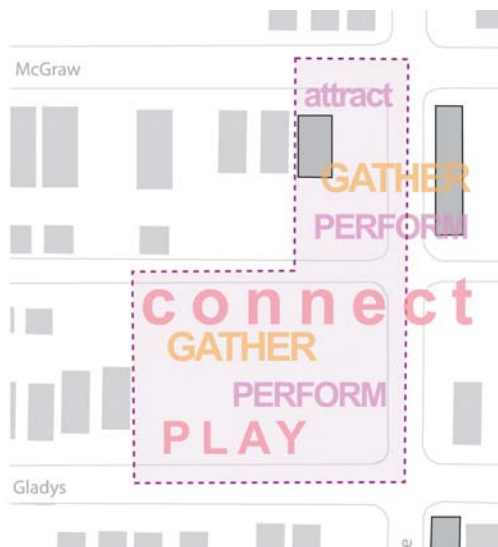 McGraw
attract
GATHER
PERFORM
connect
GATHER
PERFORM
PLAY
Gladys
e